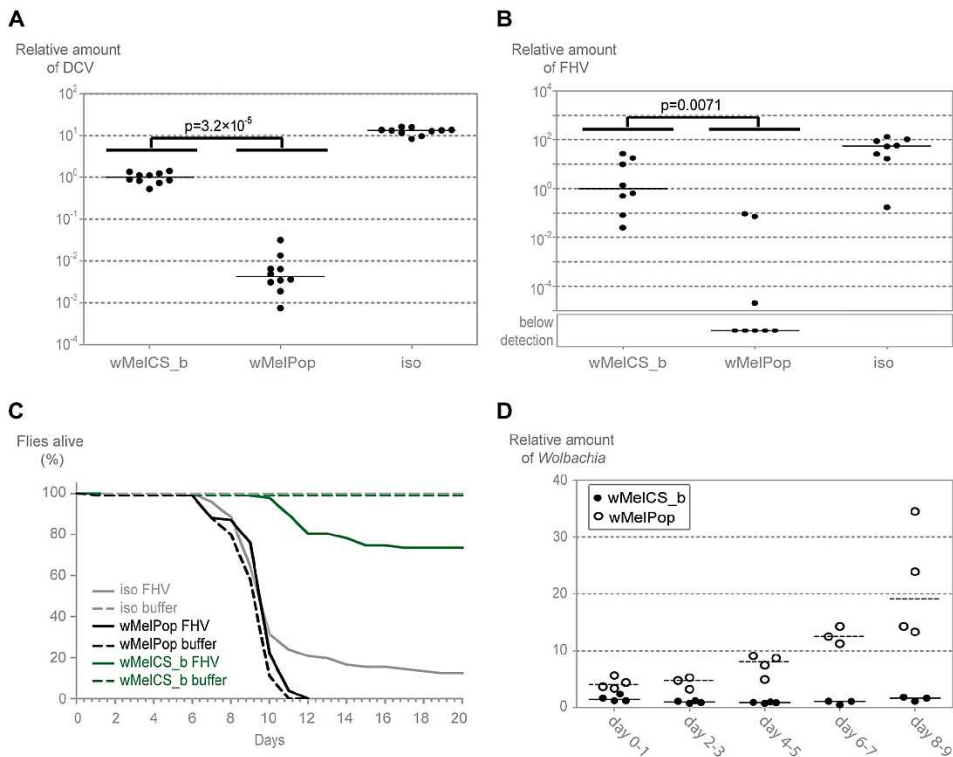 A
Relative amount
of DCV
10²
10¹
10⁰
10⁻¹
10⁻²
10⁻³
10⁻⁴
p=3.2×10⁻⁵
wMelCS_b wMelPop iso
B
Relative amount
of FHV
10⁴
10²
10⁰
10⁻²
10⁻⁴
below
detection
p=0.0071
wMelCS_b wMelPop iso
C
Flies alive
(%)
100
80
60
40
20
0
iso FHV
iso buffer
wMelPop FHV
wMelPop buffer
wMelCS_b FHV
wMelCS_b buffer
0 2 4 6 8 10 12 14 16 18 20
Days
D
Relative amount
of Wolbachia
40
30
20
10
0
wMelCS_b
wMelPop
day 0-1 day 2-3 day 4-5 day 6-7 day 8-9